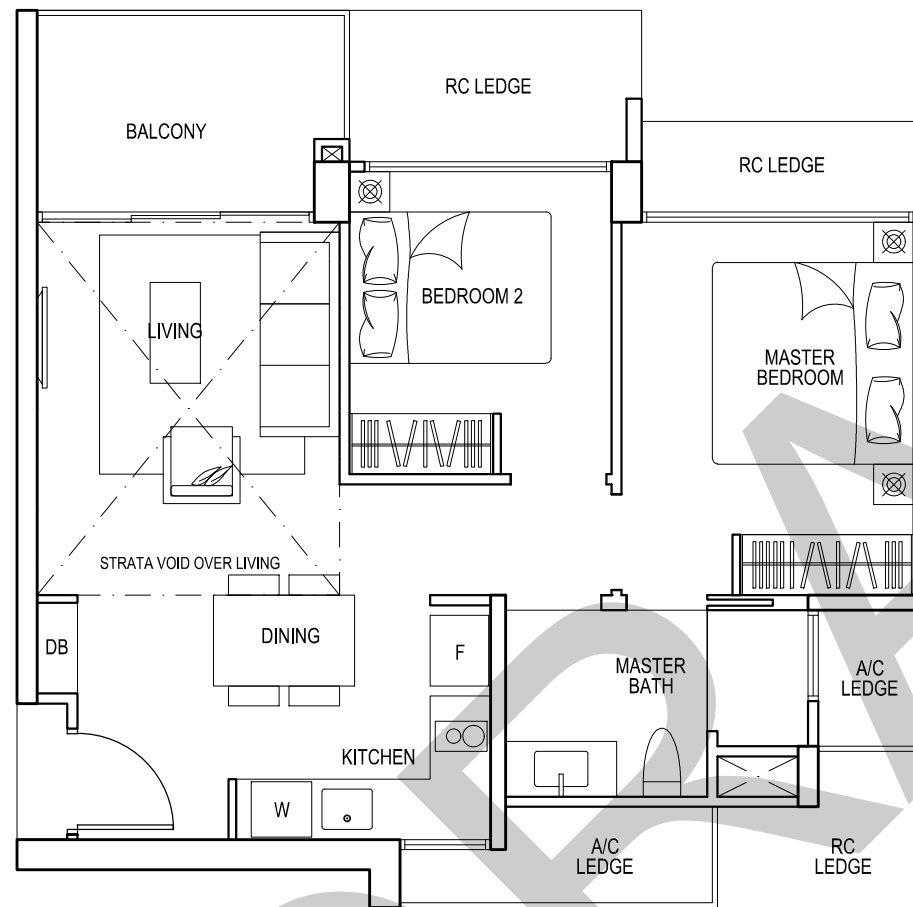 RC LEDGE
BALCONY
RC LEDGE
BEDROOM 2
LIVING
MASTER
BEDROOM
STRATA VOID OVER LIVING
DINING
DB
F
MASTER
BATH
A/C
LEDGE
KITCHEN
W
A/C
LEDGE
RC
LEDGE